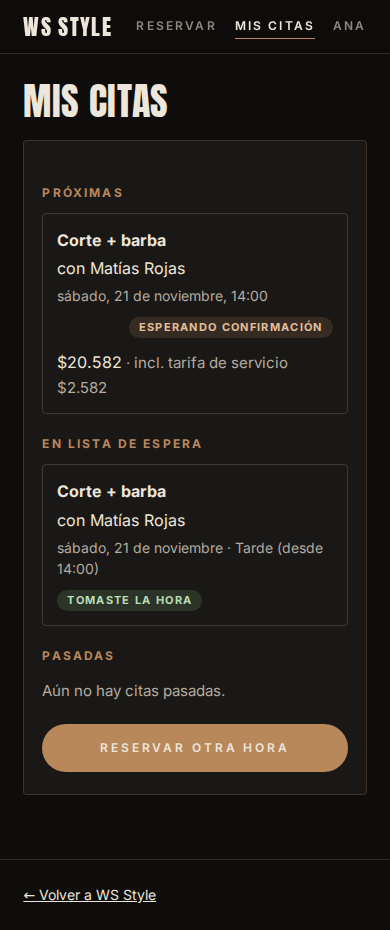 WS STYLE RESERVAR MIS CITAS ANA
MIS CITAS
PRÓXIMAS
Corte + barba
con Matías Rojas
sábado, 21 de noviembre, 14:00
ESPERANDO CONFIRMACIÓN
$20.582 · incl. tarifa de servicio
$2.582
EN LISTA DE ESPERA
Corte + barba
con Matías Rojas
sábado, 21 de noviembre · Tarde (desde
14:00)
TOMASTE LA HORA
PASADAS
Aún no hay citas pasadas.
RESERVAR OTRA HORA
← Volver a WS Style